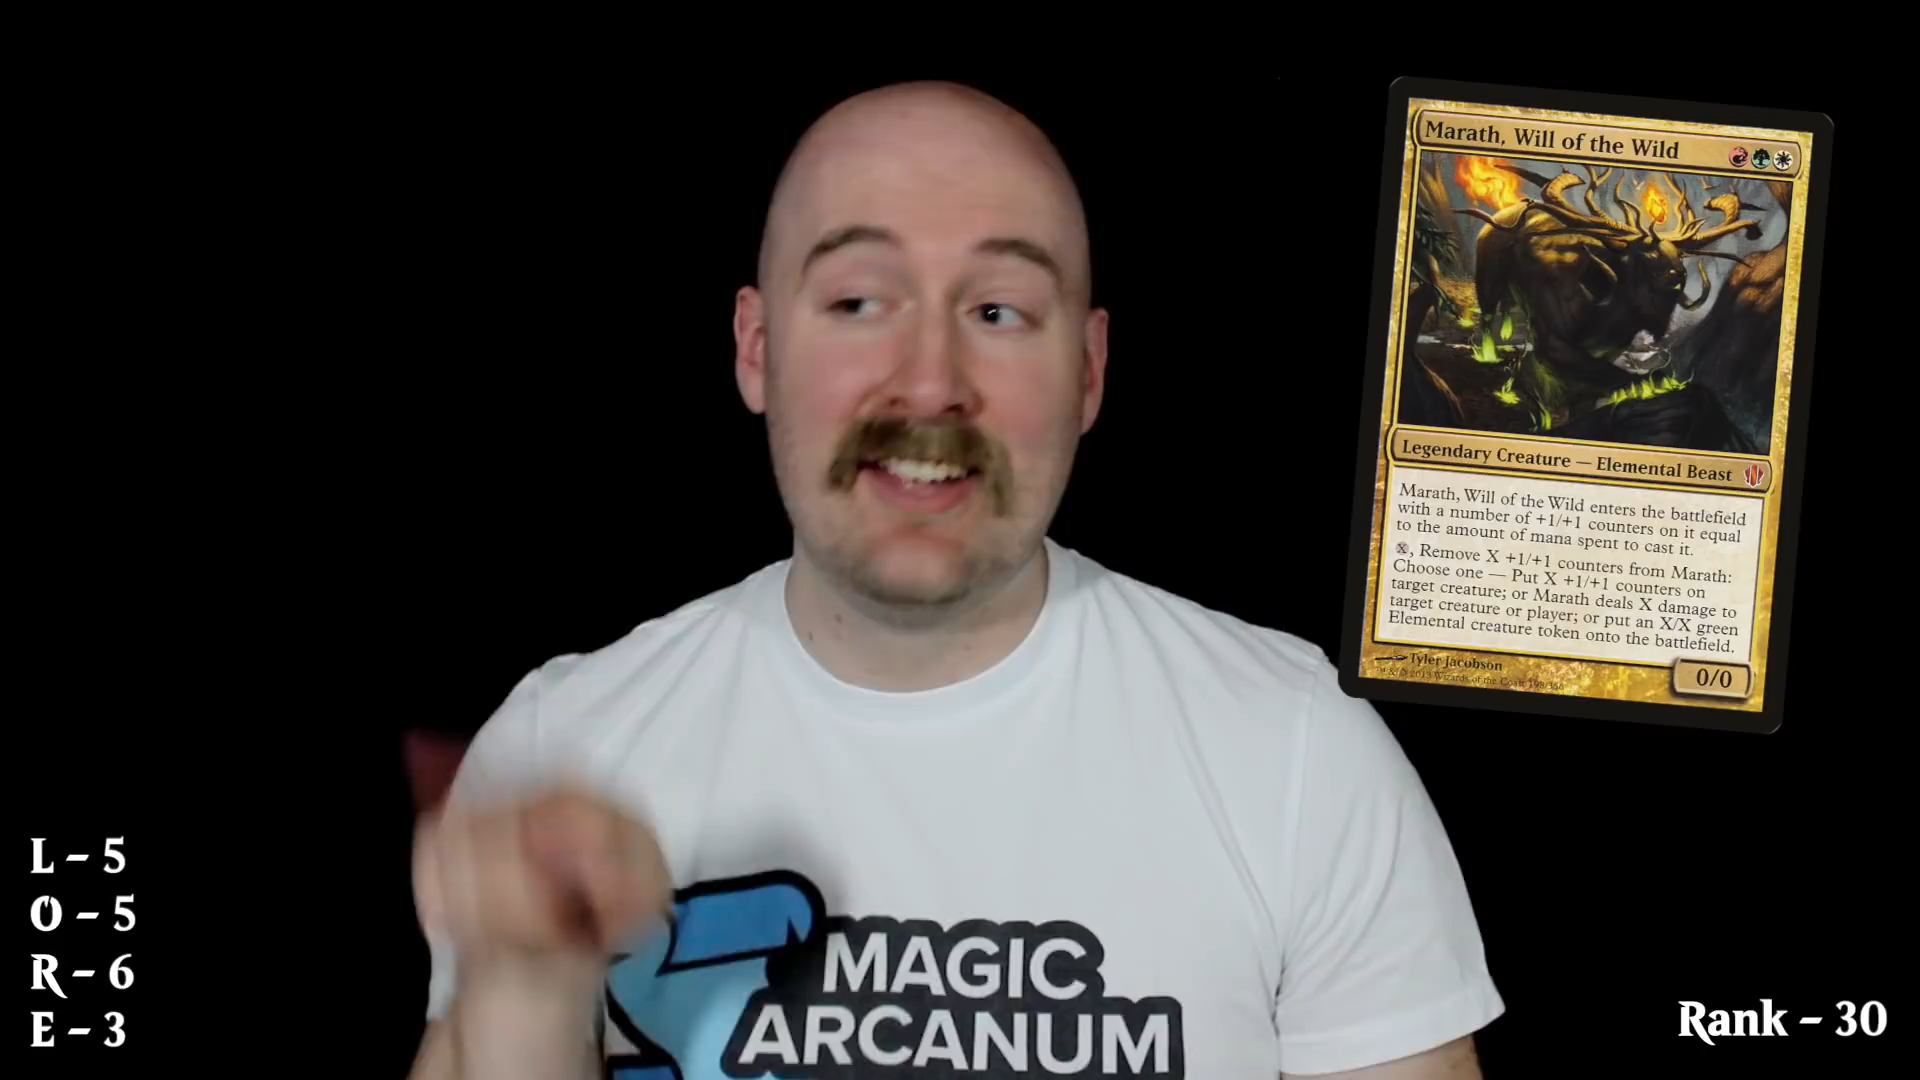 Marath, Will of the Wild
Legendary Creature — Elemental Beast
Marath, Will of the Wild enters the battlefield
with a number of +1/+1 counters on it equal
to the amount of mana spent to cast it.
X, Remove X +1/+1 counters from Marath:
Choose one — Put X +1/+1 counters on
target creature; or Marath deals X damage to
target creature or player; or put an X/X green
Elemental creature token onto the battlefield.
Tyler Jacobson
0/0
L - 5
O - 5
R - 6
E - 3
MAGIC
ARCANUM
Rank - 30